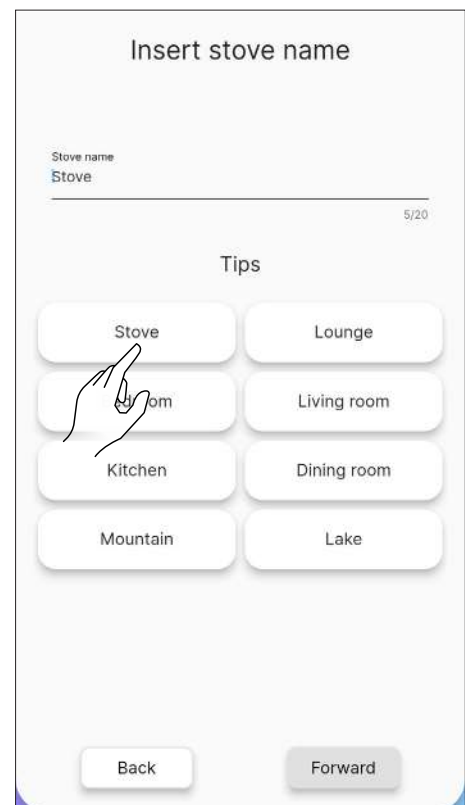 Insert stove name
Stove name
Stove
5/20
Tips
Stove Lounge
Living room
Kitchen Dining room
Mountain Lake
Back Forward